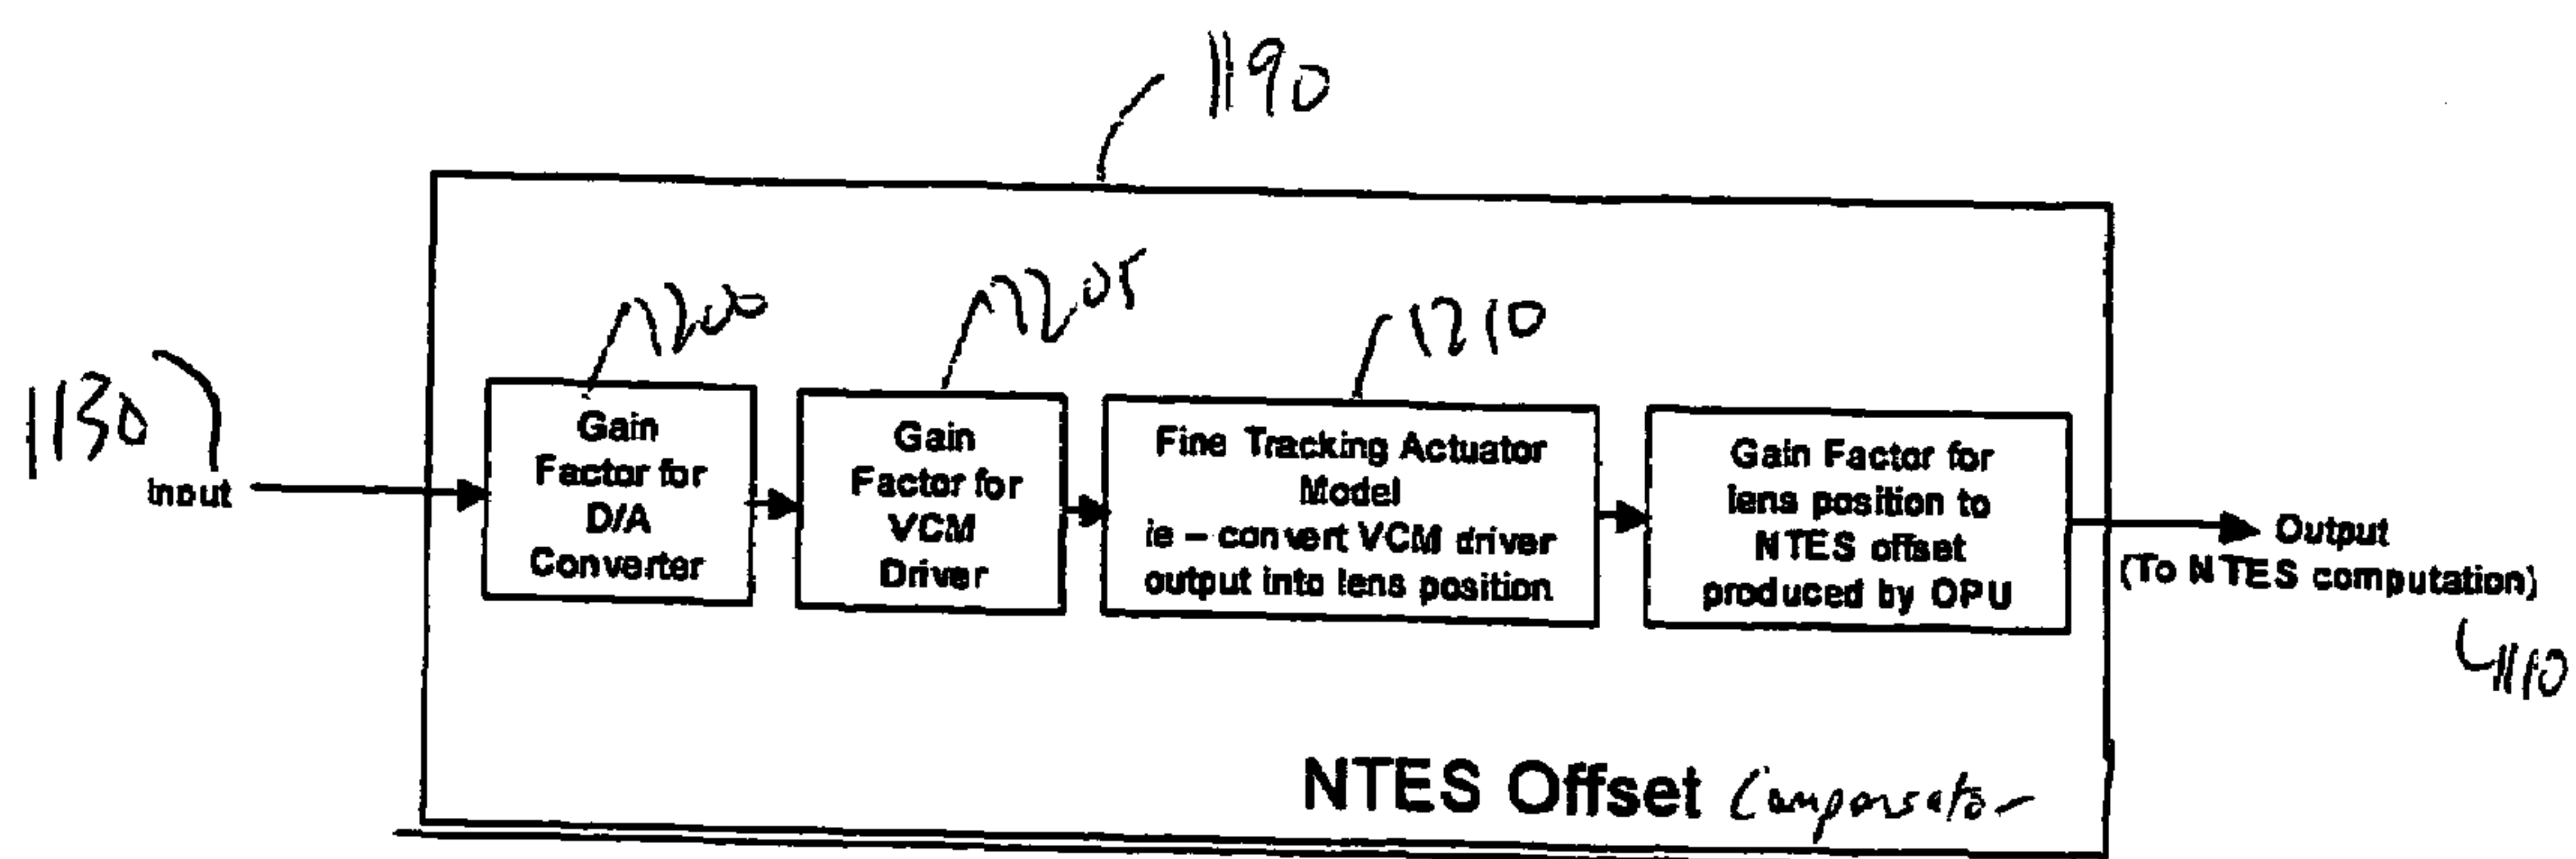 1190
1200
1205
1210
1130
Input
Gain
Factor for
D/A
Converter
Gain
Factor for
VCM
Driver
Fine Tracking Actuator
Model
ie – convert VCM driver
output into lens position
Gain Factor for
lens position to
NTES offset
produced by OPU
Output
(To NTES computation)
1110
NTES Offset Compensator